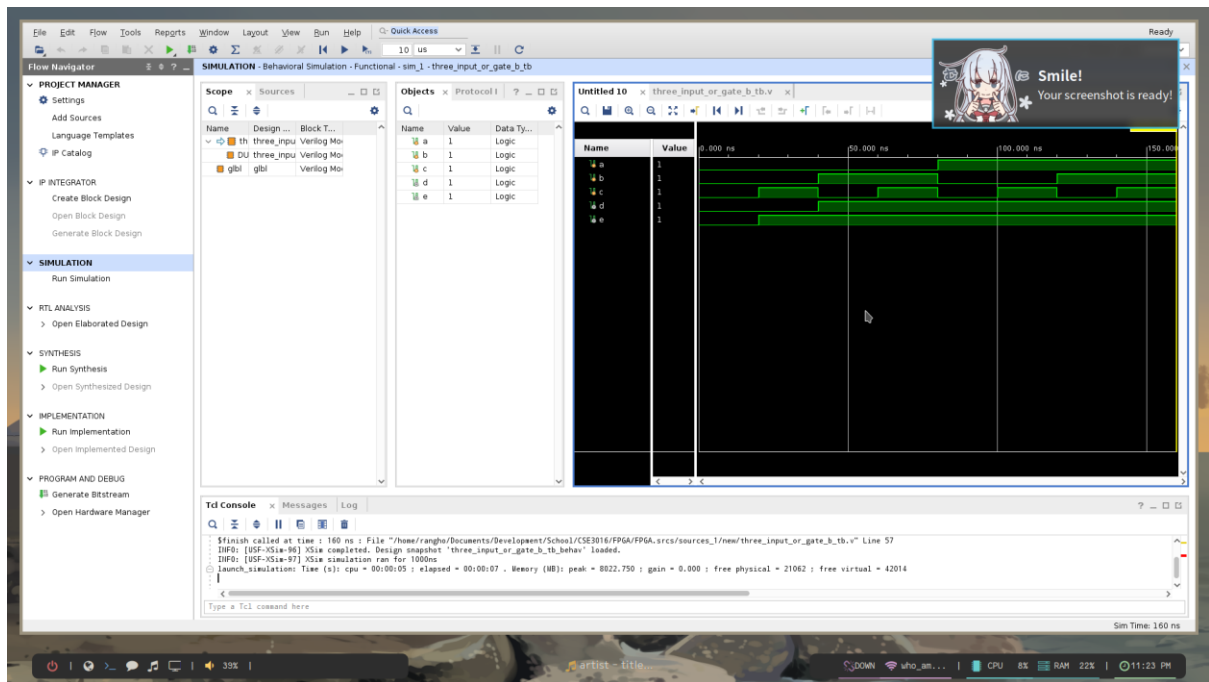 File Edit Flow Tools Reports Window Layout View Run Help Quick Access Ready
10 us
Flow Navigator ? SIMULATION - Behavioral Simulation - Functional - sim_1 - three_input_or_gate_b_tb
PROJECT MANAGER
Settings
Add Sources
Language Templates
IP Catalog
IP INTEGRATOR
Create Block Design
Open Block Design
Generate Block Design
SIMULATION
Run Simulation
RTL ANALYSIS
Open Elaborated Design
SYNTHESIS
Run Synthesis
Open Synthesized Design
IMPLEMENTATION
Run Implementation
Open Implemented Design
PROGRAM AND DEBUG
Generate Bitstream
Open Hardware Manager
Scope Sources
Name Design ... Block T...
th three_inpu Verilog Mo
DU three_inpu Verilog Mo
glbl glbl Verilog Mo
Objects Protocol I ?
Name Value Data Ty...
a 1 Logic
b 1 Logic
c 1 Logic
d 1 Logic
e 1 Logic
Untitled 10 three_input_or_gate_b_tb.v
Name Value 0.000 ns 50.000 ns 100.000 ns 150.000
a 1
b 1
c 1
d 1
e 1
Smile!
Your screenshot is ready!
Tcl Console Messages Log ?
$finish called at time : 160 ns : File "/home/rangho/Documents/Development/School/CSE3016/FPGA/FPGA.srcs/sources_1/new/three_input_or_gate_b_tb.v" Line 57
INFO: [USF-XSim-96] XSim completed. Design snapshot 'three_input_or_gate_b_tb_behav' loaded.
INFO: [USF-XSim-97] XSim simulation ran for 1000ns
launch_simulation: Time (s): cpu = 00:00:05 ; elapsed = 00:00:07 . Memory (MB): peak = 8022.750 ; gain = 0.000 ; free physical = 21062 ; free virtual = 42014
Type a Tcl command here
Sim Time: 160 ns
39% artist - title... DOWN who_am... CPU 8% RAM 22% 11:23 PM